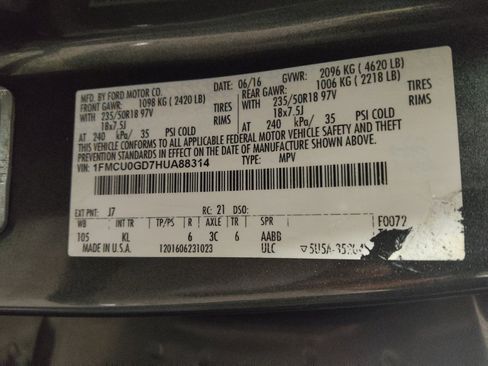 MFD. BY FORD MOTOR CO. 06/16 GVWR: 2096 KG ( 4620 LB)
FRONT GAWR: 1098 KG ( 2420 LB) REAR GAWR: 1006 KG ( 2218 LB)
WITH 235/50R18 97V TIRES WITH 235/50R18 97V TIRES
18x7.5J RIMS 18x7.5J RIMS
AT 240 kPa/ 35 PSI COLD AT 240 kPa/ 35 PSI COLD
THIS VEHICLE CONFORMS TO ALL APPLICABLE FEDERAL MOTOR VEHICLE SAFETY AND THEFT
PREVENTION STANDARDS IN EFFECT ON THE DATE OF MANUFACTURE SHOWN ABOVE.
VIN: 1FMCU0GD7HUA88314 TYPE: MPV
EXT PNT: J7 RC: 21 DSO:
WB INT TR TP/PS R AXLE TR SPR F0072
105 KL 6 3C 6 AABB
MADE IN U.S.A. 1201606231023 ULC